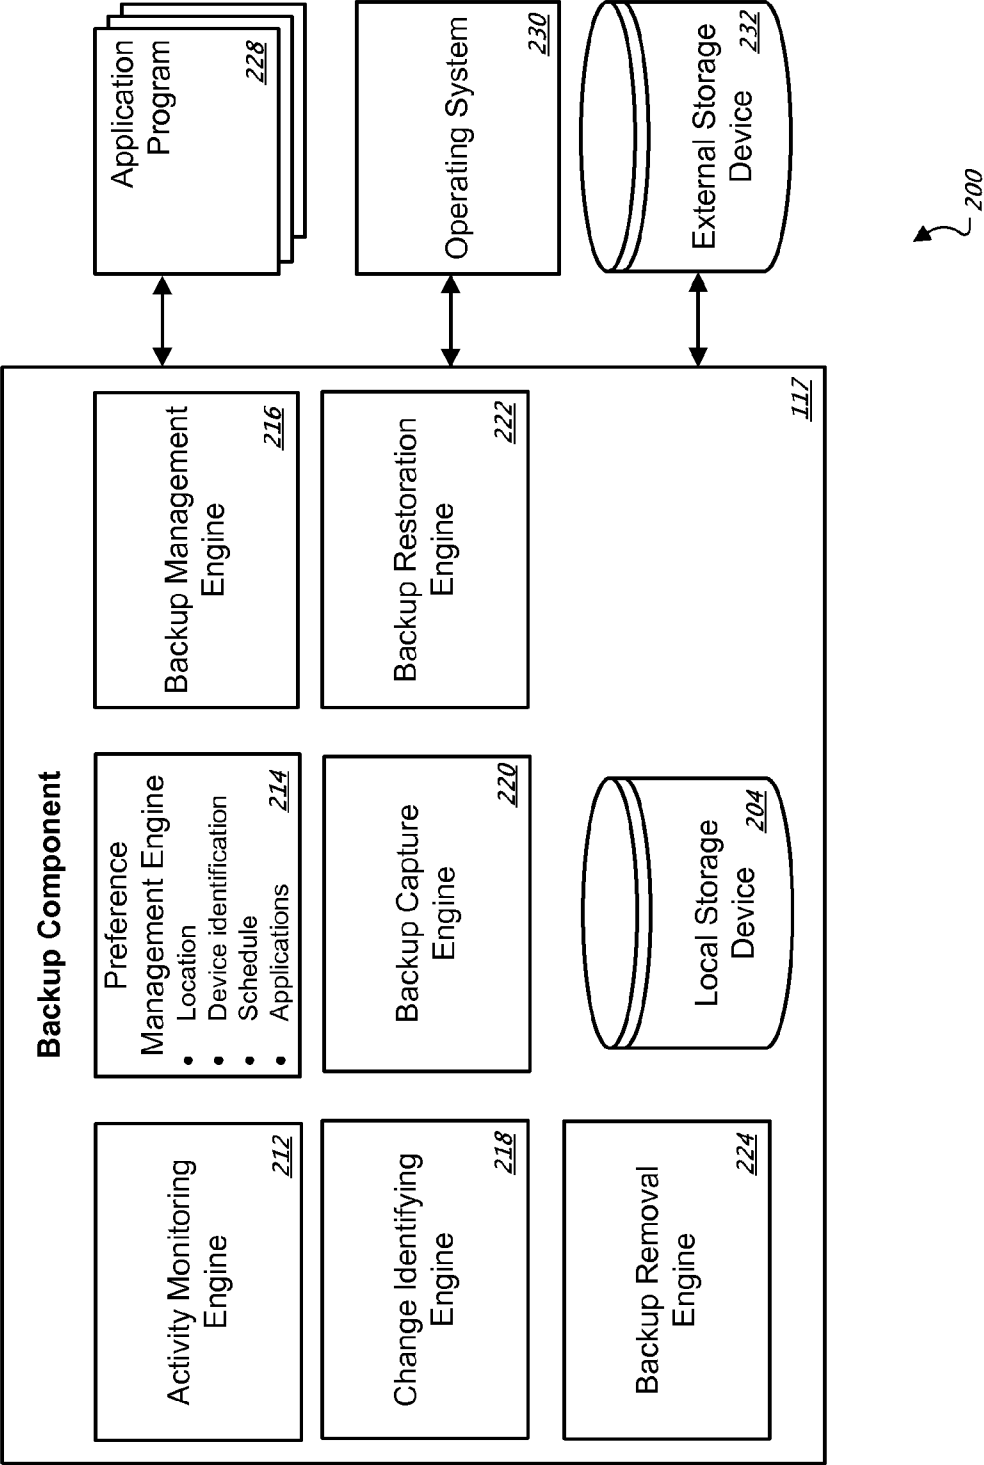 Backup Component
Activity Monitoring
Engine
212
Preference
Management Engine
• Location
• Device identification
• Schedule
• Applications
214
Backup Management
Engine
216
Change Identifying
Engine
218
Backup Capture
Engine
220
Backup Restoration
Engine
222
Backup Removal
Engine
224
Local Storage
Device
204
117
Application
Program
228
Operating System
230
External Storage
Device
232
200